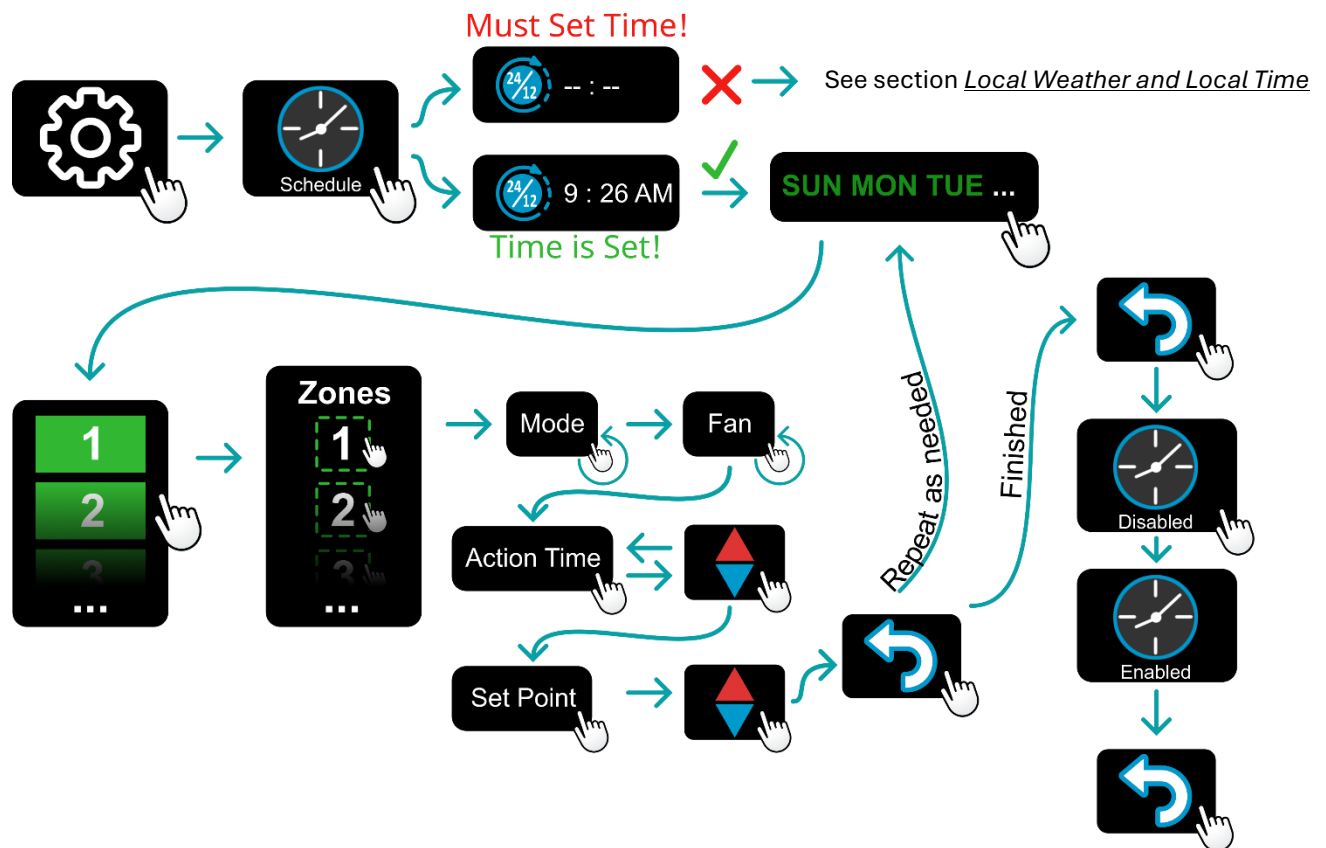 Must Set Time!
24/12 -- : --
See section Local Weather and Local Time
Schedule
24/12 9 : 26 AM
Time is Set!
SUN MON TUE ...
1
2
3
...
Zones
1
2
3
...
Mode
Fan
Action Time
Set Point
Repeat as needed
Finished
Disabled
Enabled